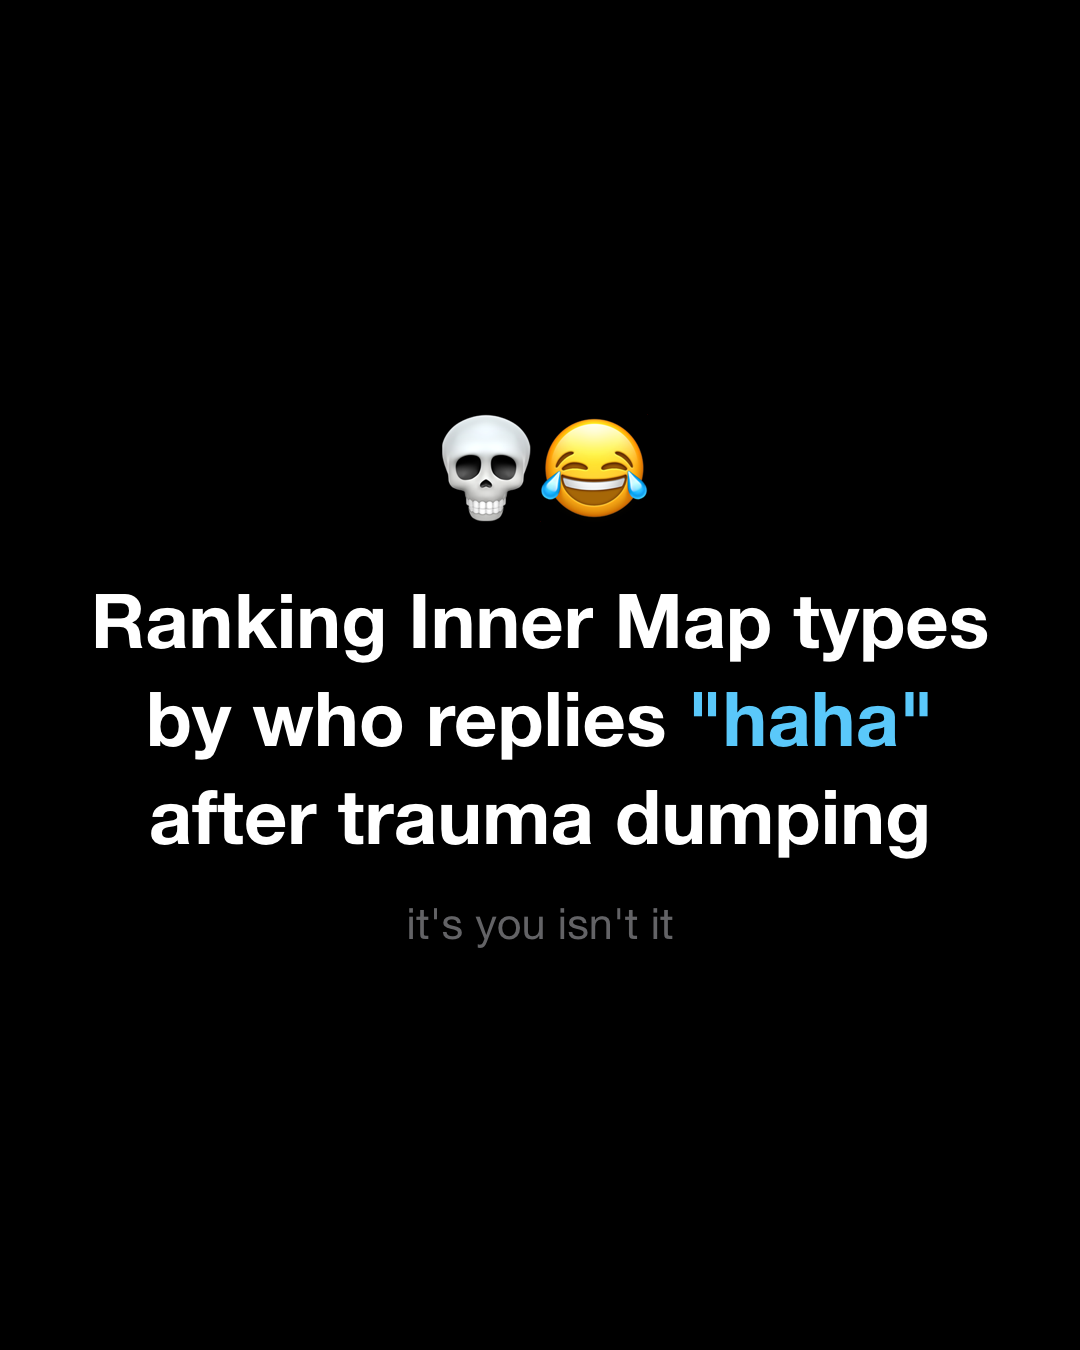 Ranking Inner Map types
by who replies "haha"
after trauma dumping
it's you isn't it